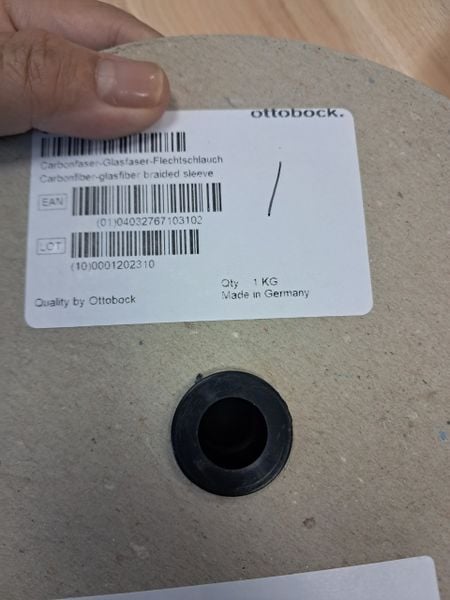 ottobock.
Carbonfaser-Glasfaser-Flechtschlauch
Carbonfiber-glasfiber braided sleeve
EAN
(01)04032767103102
LOT
(10)0001202310
Qty 1 KG
Quality by Ottobock
Made in Germany